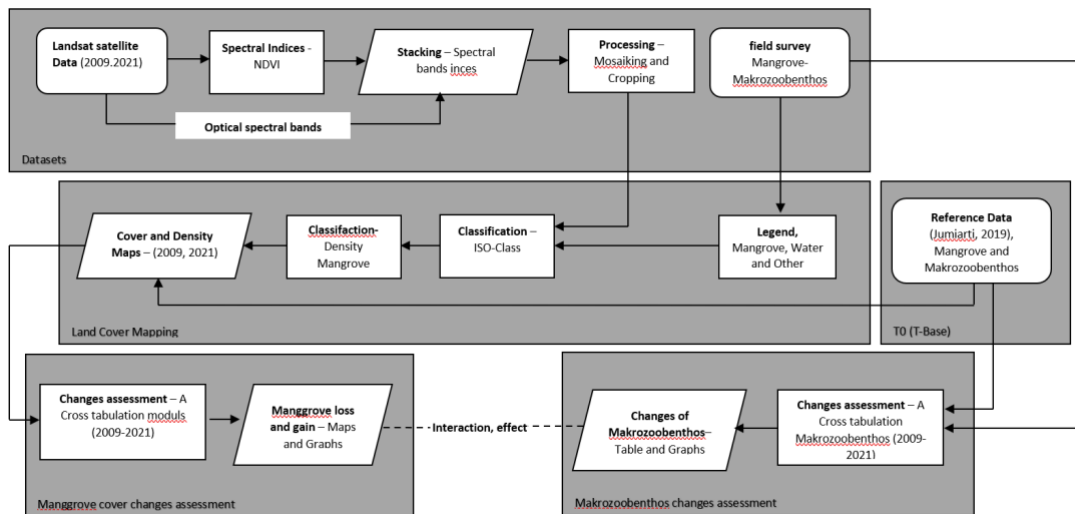 Landsat satellite
Data (2009.2021)
Spectral Indices -
NDVI
Stacking – Spectral
bands inces
Processing –
Mosaiking and
Cropping
field survey
Mangrove-
Makrozoobenthos
Optical spectral bands
Datasets
Cover and Density
Maps – (2009, 2021)
Classifaction-
Density
Mangrove
Classification –
ISO-Class
Legend,
Mangrove, Water
and Other
Reference Data
(Jumiarti, 2019),
Mangrove and
Makrozoobenthos
Land Cover Mapping
T0 (T-Base)
Changes assessment – A
Cross tabulation moduls
(2009-2021)
Manggrove loss
and gain – Maps
and Graphs
Interaction, effect
Changes of
Makrozoobenthos–
Table and Graphs
Changes assessment – A
Cross tabulation
Makrozoobenthos (2009-
2021)
Manggrove cover changes assessment
Makrozoobenthos changes assessment